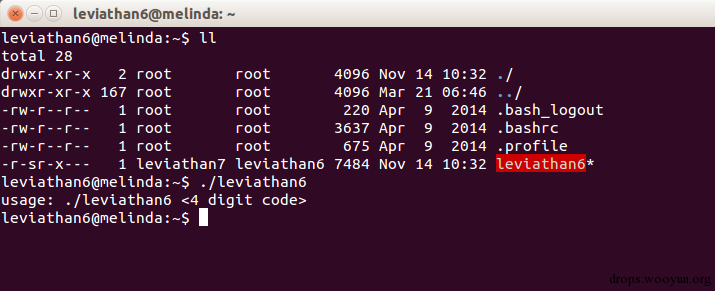 leviathan6@melinda: ~
leviathan6@melinda:~$ ll
total 28
drwxr-xr-x   2 root       root       4096 Nov 14 10:32 ./
drwxr-xr-x 167 root       root       4096 Mar 21 06:46 ../
-rw-r--r--   1 root       root        220 Apr  9  2014 .bash_logout
-rw-r--r--   1 root       root       3637 Apr  9  2014 .bashrc
-rw-r--r--   1 root       root        675 Apr  9  2014 .profile
-r-sr-x---   1 leviathan7 leviathan6 7484 Nov 14 10:32 leviathan6*
leviathan6@melinda:~$ ./leviathan6
usage: ./leviathan6 <4 digit code>
leviathan6@melinda:~$
drops.wooyun.org